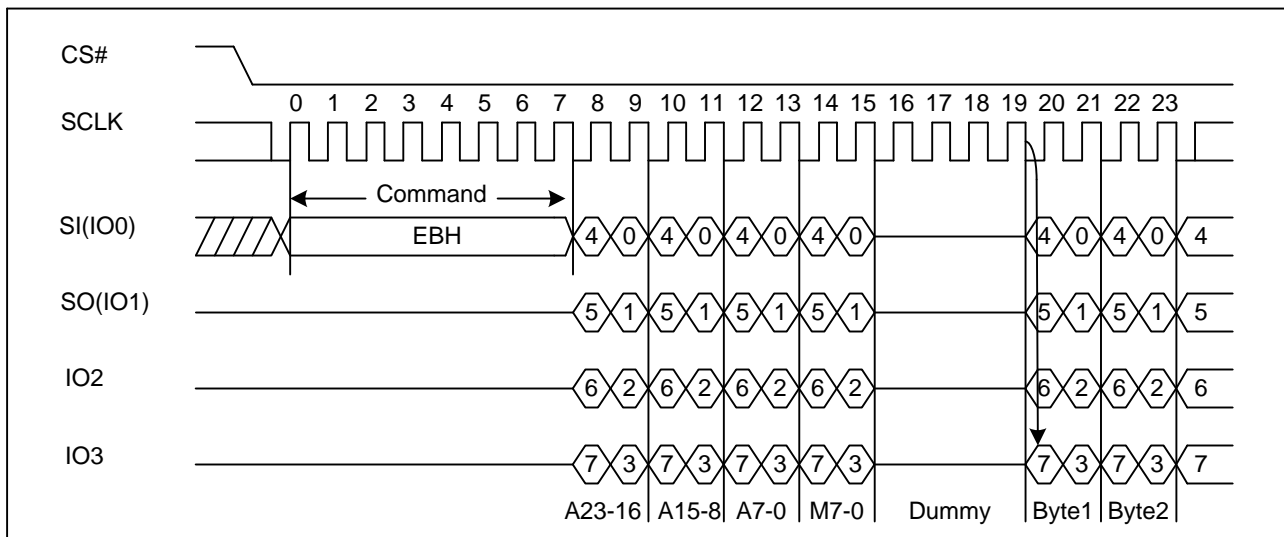 CS#
0 1 2 3 4 5 6 7 8 9 10 11 12 13 14 15 16 17 18 19 20 21 22 23
SCLK
Command
SI(IO0) EBH 4 0 4 0 4 0 4 0 4 0 4 0 4
SO(IO1) 5 1 5 1 5 1 5 1 5 1 5 1 5
IO2 6 2 6 2 6 2 6 2 6 2 6 2 6
IO3 7 3 7 3 7 3 7 3 7 3 7 3 7
A23-16 A15-8 A7-0 M7-0 Dummy Byte1 Byte2